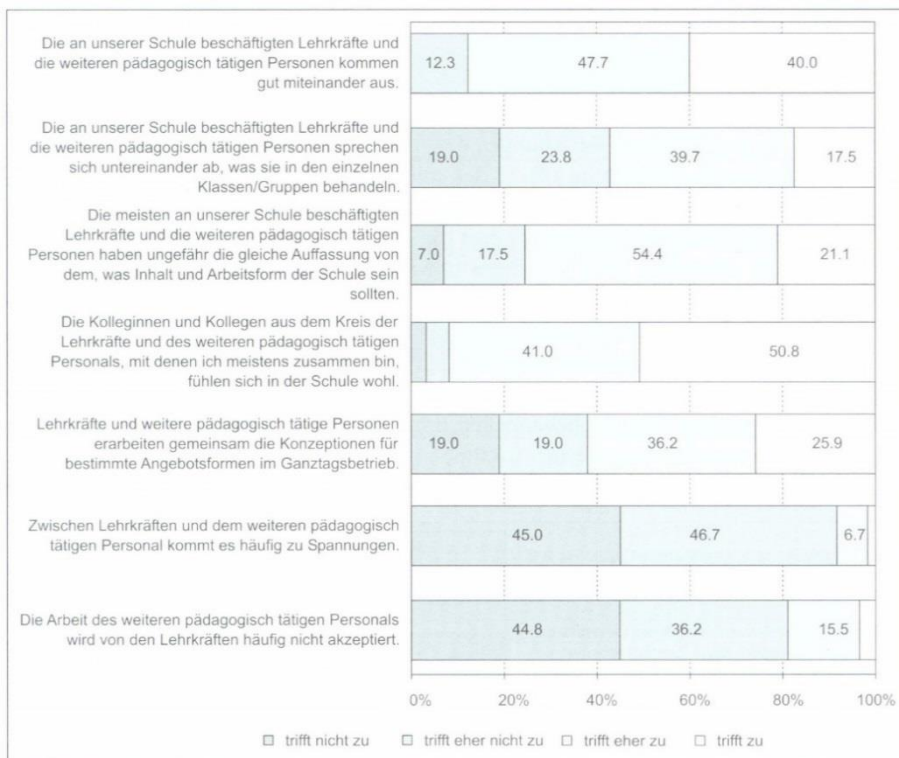 Die an unserer Schule beschäftigten Lehrkräfte und
die weiteren pädagogisch tätigen Personen kommen
gut miteinander aus.
12.3 47.7 40.0
Die an unserer Schule beschäftigten Lehrkräfte und
die weiteren pädagogisch tätigen Personen sprechen
sich untereinander ab, was sie in den einzelnen
Klassen/Gruppen behandeln.
19.0 23.8 39.7 17.5
Die meisten an unserer Schule beschäftigten
Lehrkräfte und die weiteren pädagogisch tätigen
Personen haben ungefähr die gleiche Auffassung von
dem, was Inhalt und Arbeitsform der Schule sein
sollten.
7.0 17.5 54.4 21.1
Die Kolleginnen und Kollegen aus dem Kreis der
Lehrkräfte und des weiteren pädagogisch tätigen
Personals, mit denen ich meistens zusammen bin,
fühlen sich in der Schule wohl.
41.0 50.8
Lehrkräfte und weitere pädagogisch tätige Personen
erarbeiten gemeinsam die Konzeptionen für
bestimmte Angebotsformen im Ganztagsbetrieb.
19.0 19.0 36.2 25.9
Zwischen Lehrkräften und dem weiteren pädagogisch
tätigen Personal kommt es häufig zu Spannungen.
45.0 46.7 6.7
Die Arbeit des weiteren pädagogisch tätigen Personals
wird von den Lehrkräften häufig nicht akzeptiert.
44.8 36.2 15.5
0% 20% 40% 60% 80% 100%
trifft nicht zu trifft eher nicht zu trifft eher zu trifft zu